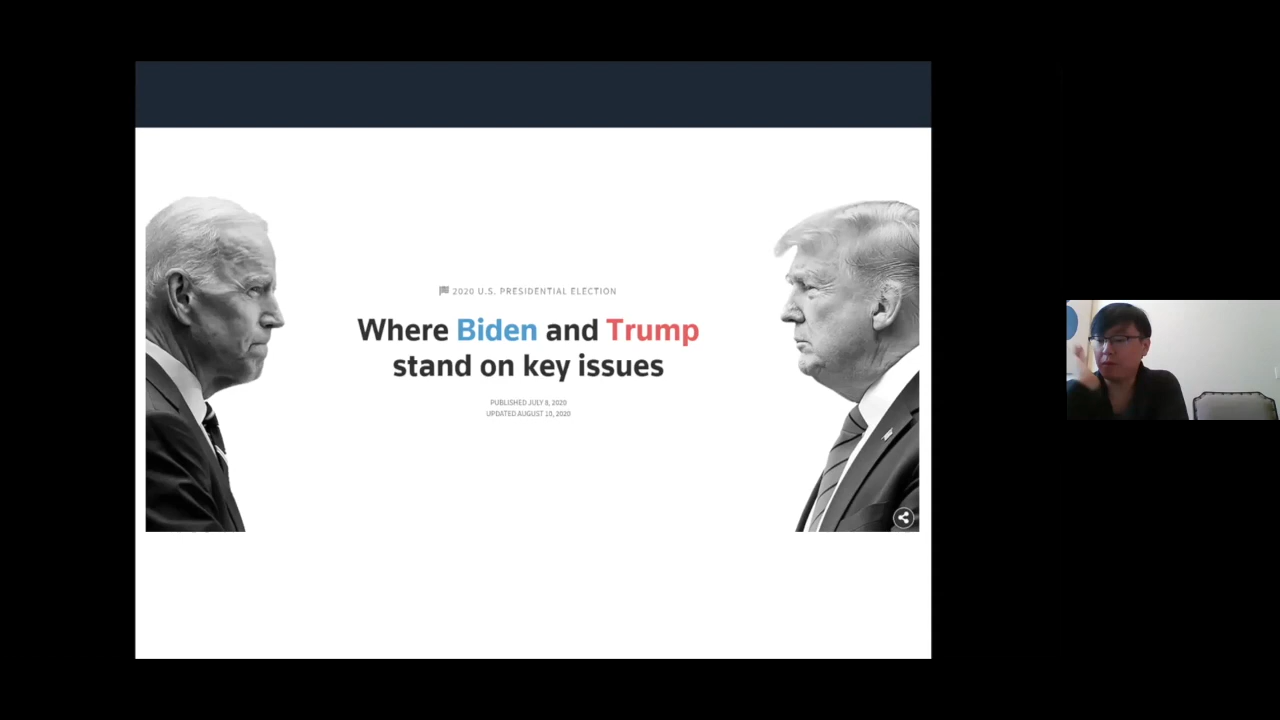 2020 U.S. PRESIDENTIAL ELECTION
Where Biden and Trump
stand on key issues
PUBLISHED JULY 8, 2020
UPDATED AUGUST 10, 2020